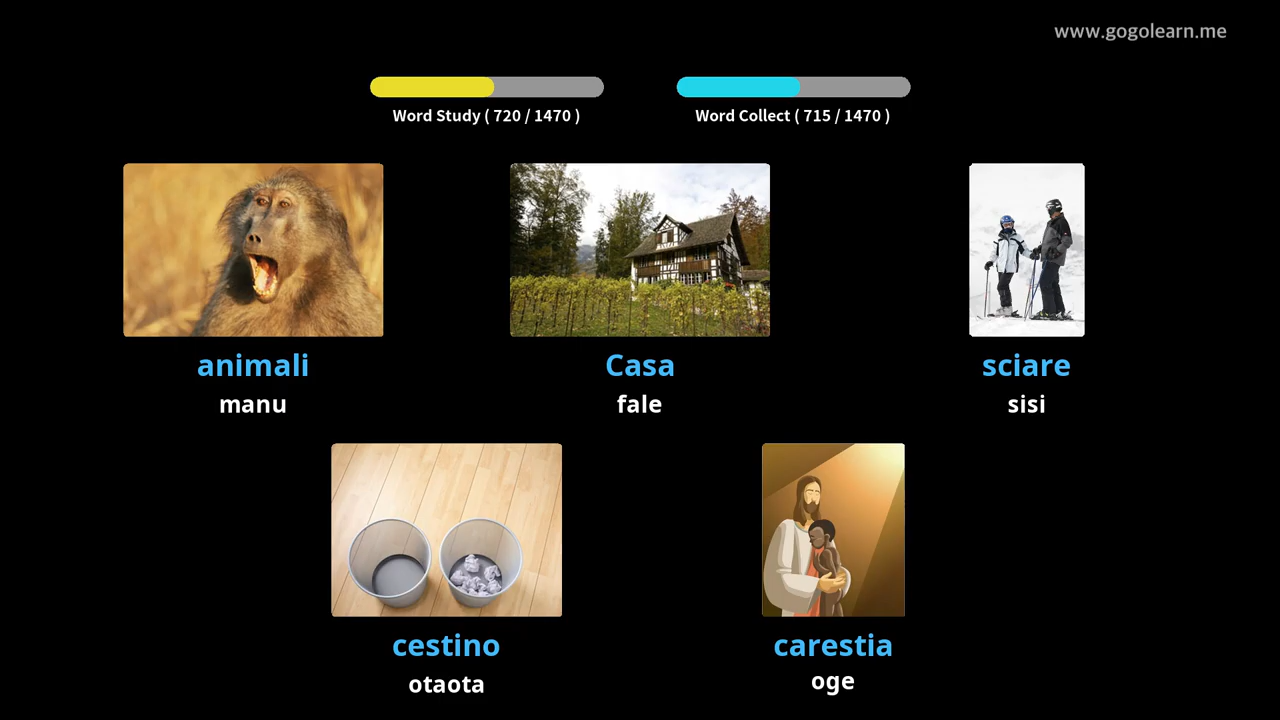 www.gogolearn.me
Word Study ( 720 / 1470 )
Word Collect ( 715 / 1470 )
animali
manu
Casa
fale
sciare
sisi
cestino
otaota
carestia
oge